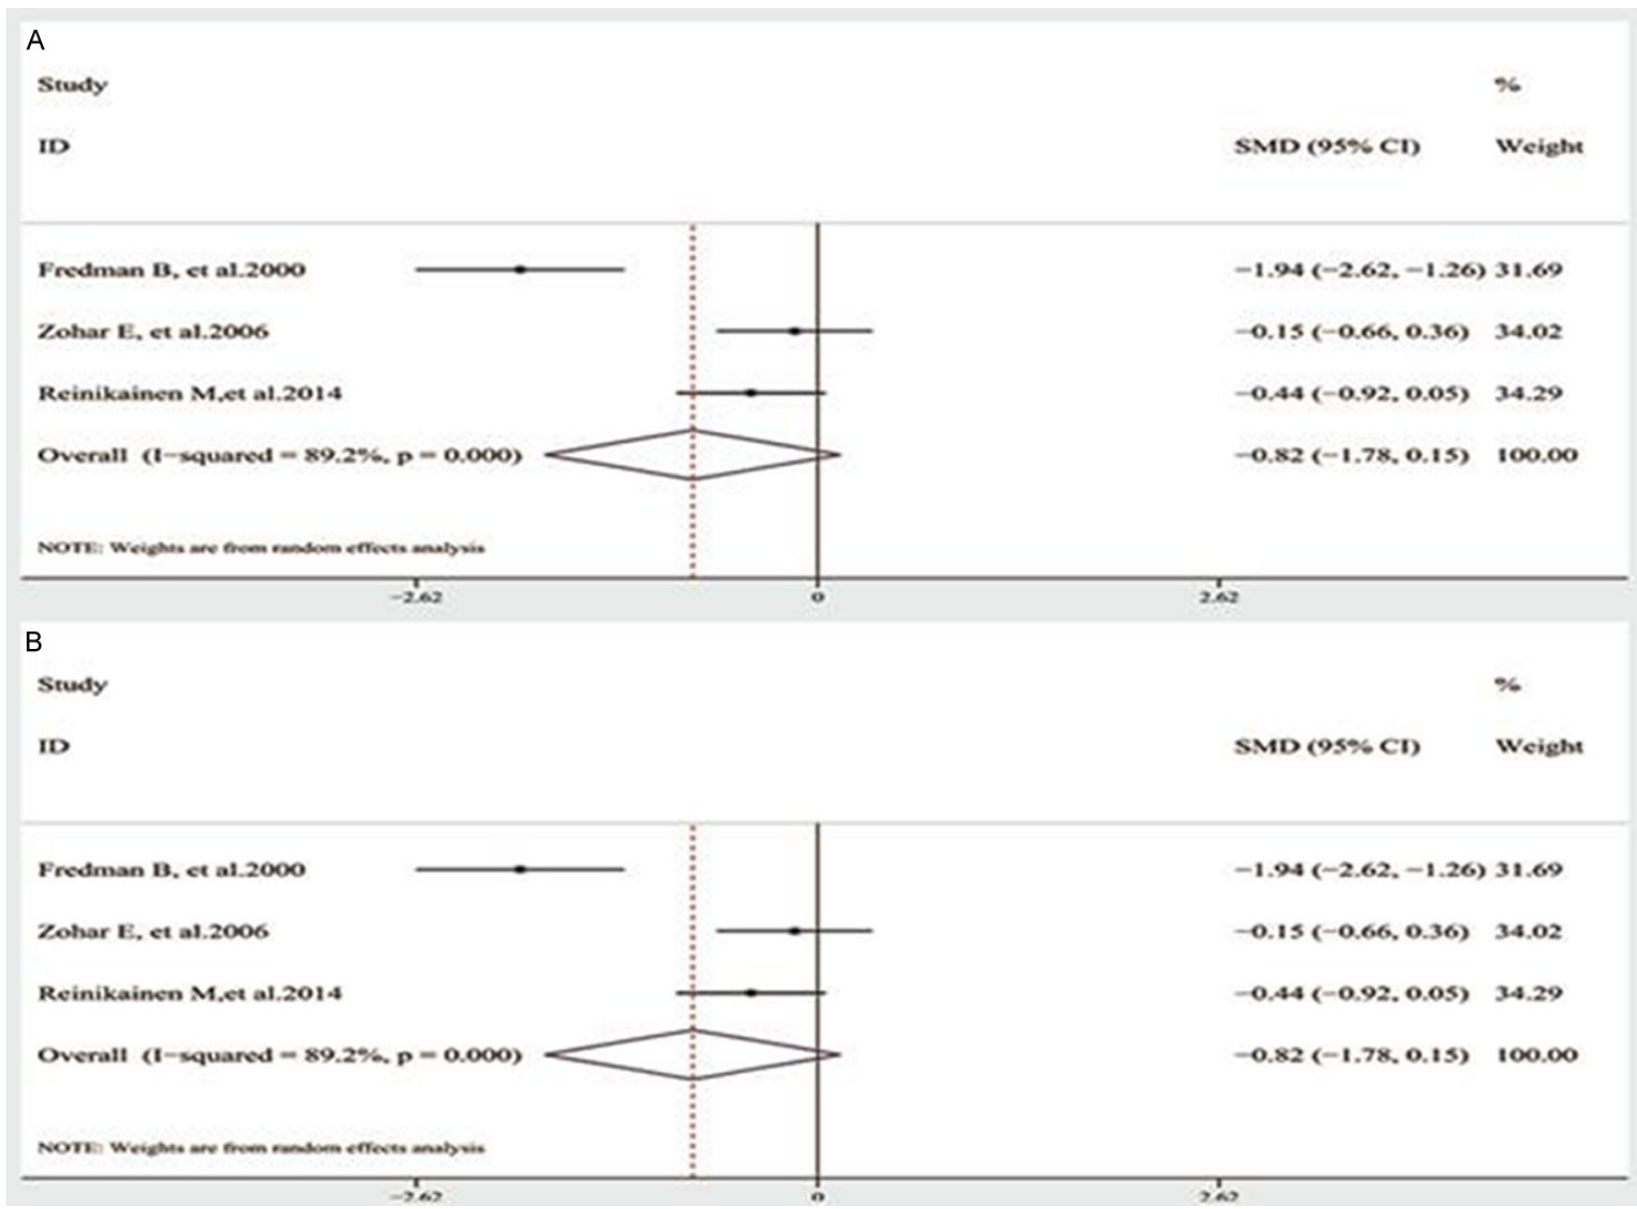 A
Study %
ID SMD (95% CI) Weight
Fredman B, et al.2000 −1.94 (−2.62, −1.26) 31.69
Zohar E, et al.2006 −0.15 (−0.66, 0.36) 34.02
Reinikainen M,et al.2014 −0.44 (−0.92, 0.05) 34.29
Overall (I−squared = 89.2%, p = 0.000) −0.82 (−1.78, 0.15) 100.00
NOTE: Weights are from random effects analysis
−2.62 0 2.62
B
Study %
ID SMD (95% CI) Weight
Fredman B, et al.2000 −1.94 (−2.62, −1.26) 31.69
Zohar E, et al.2006 −0.15 (−0.66, 0.36) 34.02
Reinikainen M,et al.2014 −0.44 (−0.92, 0.05) 34.29
Overall (I−squared = 89.2%, p = 0.000) −0.82 (−1.78, 0.15) 100.00
NOTE: Weights are from random effects analysis
−2.62 0 2.62